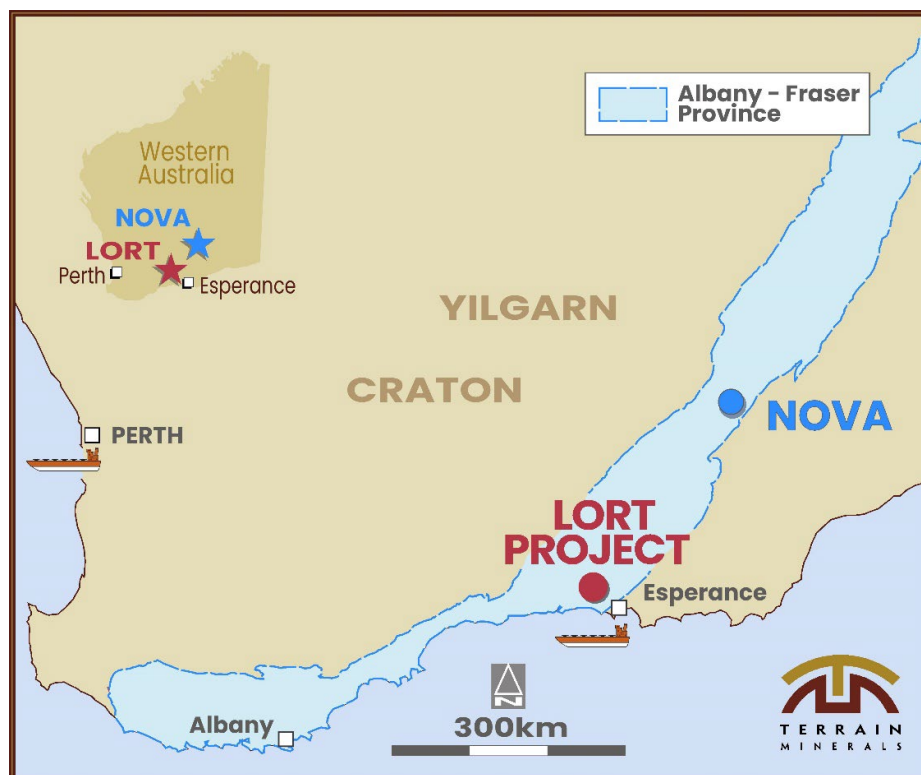 Albany - Fraser
Province
Western
Australia
NOVA
LORT
Perth
Esperance
YILGARN
CRATON
PERTH
NOVA
LORT
PROJECT
Esperance
Albany
N
300km
TERRAIN
MINERALS